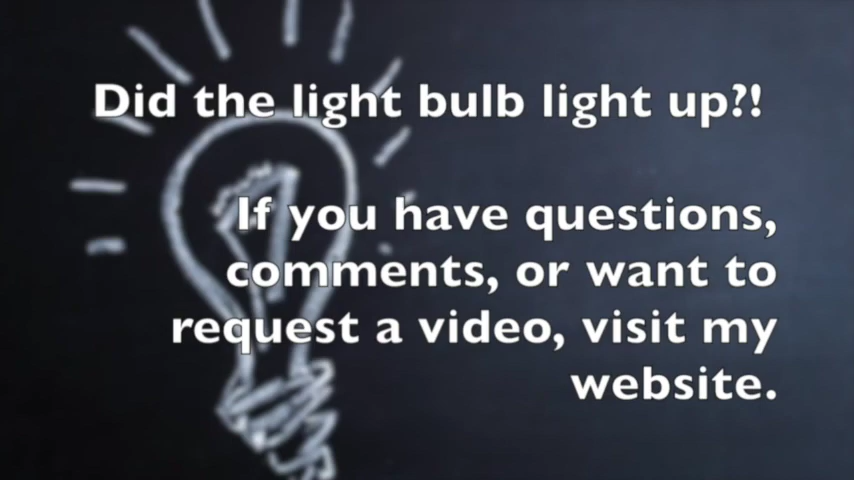 Did the light bulb light up?!
If you have questions,
comments, or want to
request a video, visit my
website.